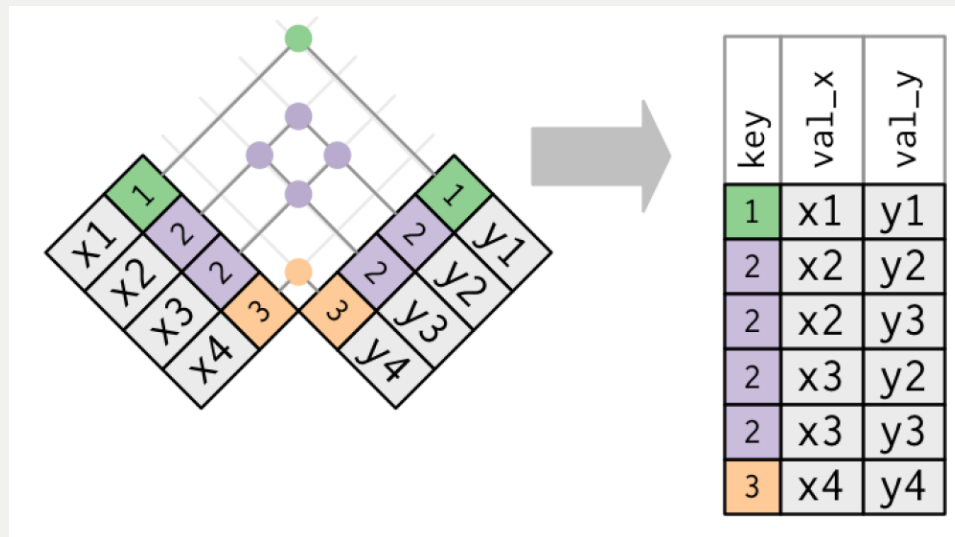 1 x1
2 x2
2 x3
3 x4
1 y1
2 y2
2 y3
3 y4
key val_x val_y
1 x1 y1
2 x2 y2
2 x2 y3
2 x3 y2
2 x3 y3
3 x4 y4